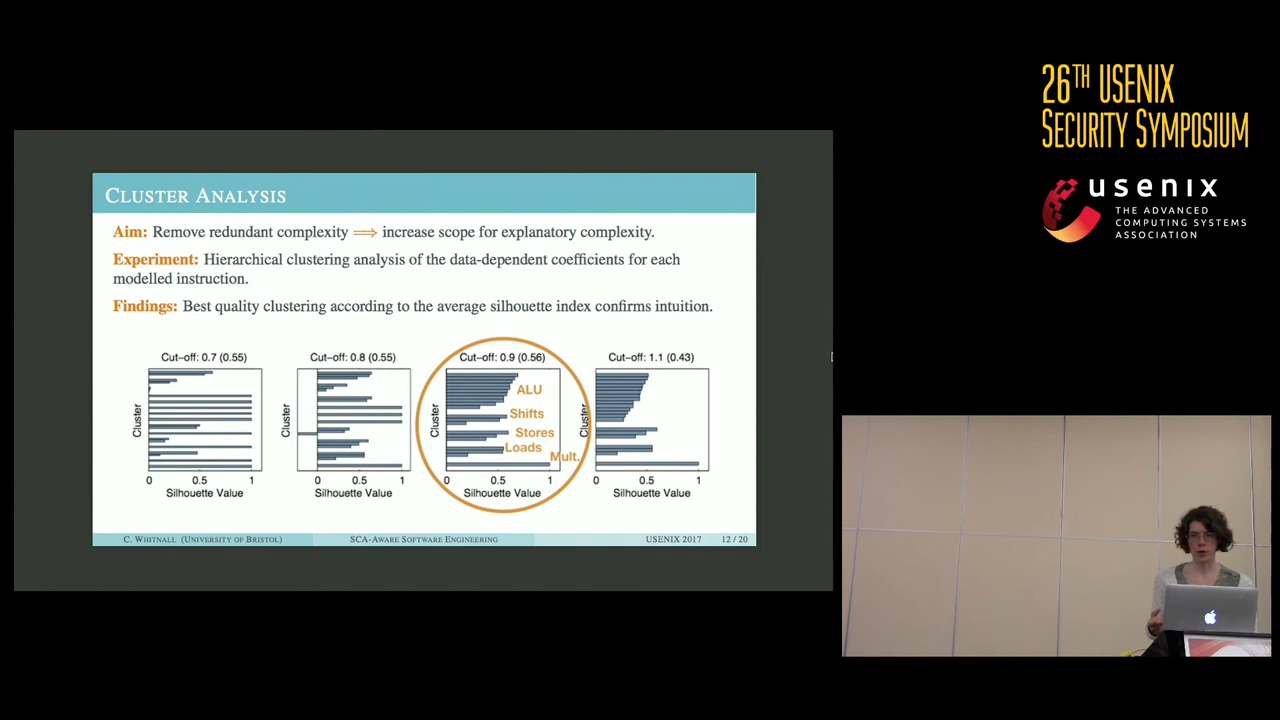 26TH USENIX
SECURITY SYMPOSIUM
usenix
THE ADVANCED
COMPUTING SYSTEMS
ASSOCIATION
CLUSTER ANALYSIS
Aim: Remove redundant complexity ⟹ increase scope for explanatory complexity.
Experiment: Hierarchical clustering analysis of the data-dependent coefficients for each
modelled instruction.
Findings: Best quality clustering according to the average silhouette index confirms intuition.
Cut-off: 0.7 (0.55)
Cluster
0 0.5 1
Silhouette Value
Cut-off: 0.8 (0.55)
Cluster
0 0.5 1
Silhouette Value
Cut-off: 0.9 (0.56)
Cluster
ALU
Shifts
Stores
Loads
Mult.
0 0.5 1
Silhouette Value
Cut-off: 1.1 (0.43)
Cluster
0 0.5 1
Silhouette Value
C. WHITNALL (UNIVERSITY OF BRISTOL) SCA-AWARE SOFTWARE ENGINEERING USENIX 2017 12 / 20